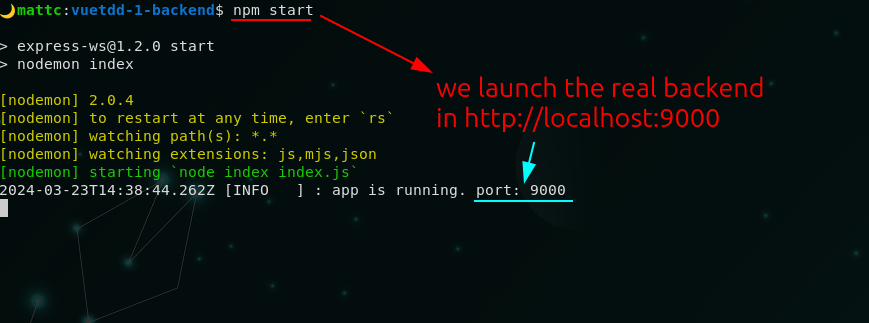 🌙mattc:vuetdd-1-backend$ npm start
> express-ws@1.2.0 start
> nodemon index
we launch the real backend
in http://localhost:9000
[nodemon] 2.0.4
[nodemon] to restart at any time, enter `rs`
[nodemon] watching path(s): *.*
[nodemon] watching extensions: js,mjs,json
[nodemon] starting `node index index.js`
2024-03-23T14:38:44.262Z [INFO   ] : app is running. port: 9000